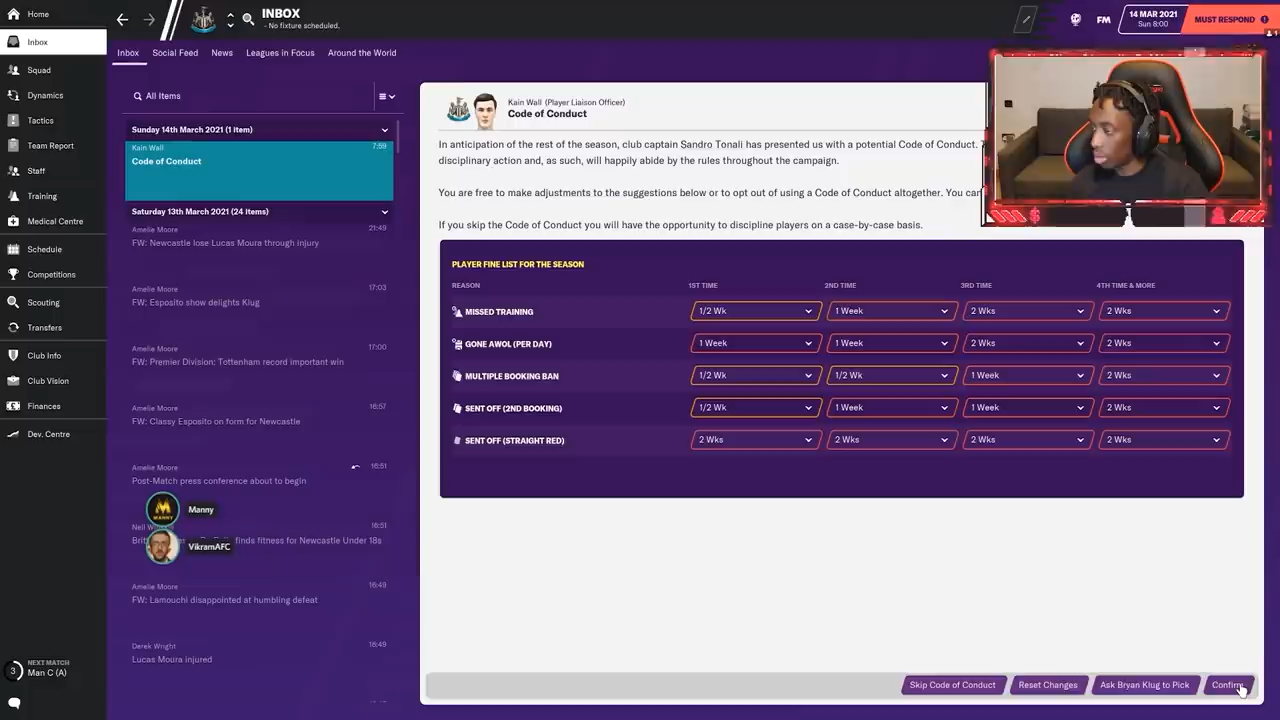 Home
Inbox
Squad
Dynamics
Tactics
Team Report
Staff
Training
Medical Centre
Schedule
Competitions
Scouting
Transfers
Club Info
Club Vision
Finances
Dev. Centre
3
NEXT MATCH
Man C (A)
INBOX
- No fixture scheduled.
FM
14 MAR 2021
Sun 8:00
MUST RESPOND
1
Inbox
Social Feed
News
Leagues in Focus
Around the World
All Items
Sunday 14th March 2021 (1 item)
Kain Wall
7:59
Code of Conduct
Saturday 13th March 2021 (24 items)
Amelie Moore
21:49
FW: Newcastle lose Lucas Moura through injury
Amelie Moore
17:03
FW: Esposito show delights Klug
Amelie Moore
17:00
FW: Premier Division: Tottenham record important win
Amelie Moore
16:57
FW: Classy Esposito on form for Newcastle
Amelie Moore
16:51
Post-Match press conference about to begin
MANNY
Manny
Neil
16:51
finds fitness for Newcastle Under 18s
VikramAFC
Amelie Moore
16:49
FW: Lamouchi disappointed at humbling defeat
Derek Wright
16:49
Lucas Moura injured
Kain Wall (Player Liaison Officer)
Code of Conduct
In anticipation of the rest of the season, club captain Sandro Tonali has presented us with a potential Code of Conduct.
disciplinary action and, as such, will happily abide by the rules throughout the campaign.
You are free to make adjustments to the suggestions below or to opt out of using a Code of Conduct altogether. You can
If you skip the Code of Conduct you will have the opportunity to discipline players on a case-by-case basis.
PLAYER FINE LIST FOR THE SEASON
REASON 1ST TIME 2ND TIME 3RD TIME 4TH TIME & MORE
MISSED TRAINING 1/2 Wk 1 Week 2 Wks 2 Wks
GONE AWOL (PER DAY) 1 Week 1 Week 2 Wks 2 Wks
MULTIPLE BOOKING BAN 1/2 Wk 1/2 Wk 1 Week 2 Wks
SENT OFF (2ND BOOKING) 1/2 Wk 1 Week 1 Week 2 Wks
SENT OFF (STRAIGHT RED) 2 Wks 2 Wks 2 Wks 2 Wks
Skip Code of Conduct
Reset Changes
Ask Bryan Klug to Pick
Confirm